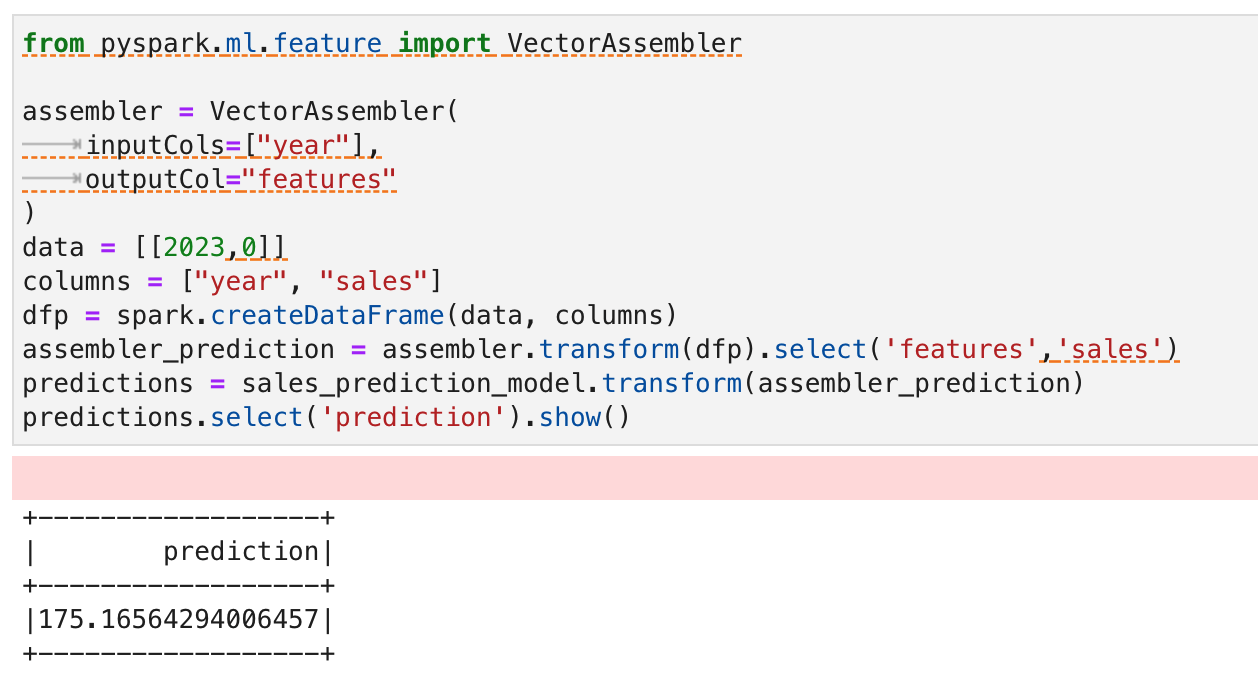 from pyspark.ml.feature import VectorAssembler
assembler = VectorAssembler(
	inputCols=["year"],
	outputCol="features"
)
data = [[2023,0]]
columns = ["year", "sales"]
dfp = spark.createDataFrame(data, columns)
assembler_prediction = assembler.transform(dfp).select('features','sales')
predictions = sales_prediction_model.transform(assembler_prediction)
predictions.select('prediction').show()
+------------------+
|        prediction|
+------------------+
|175.16564294006457|
+------------------+